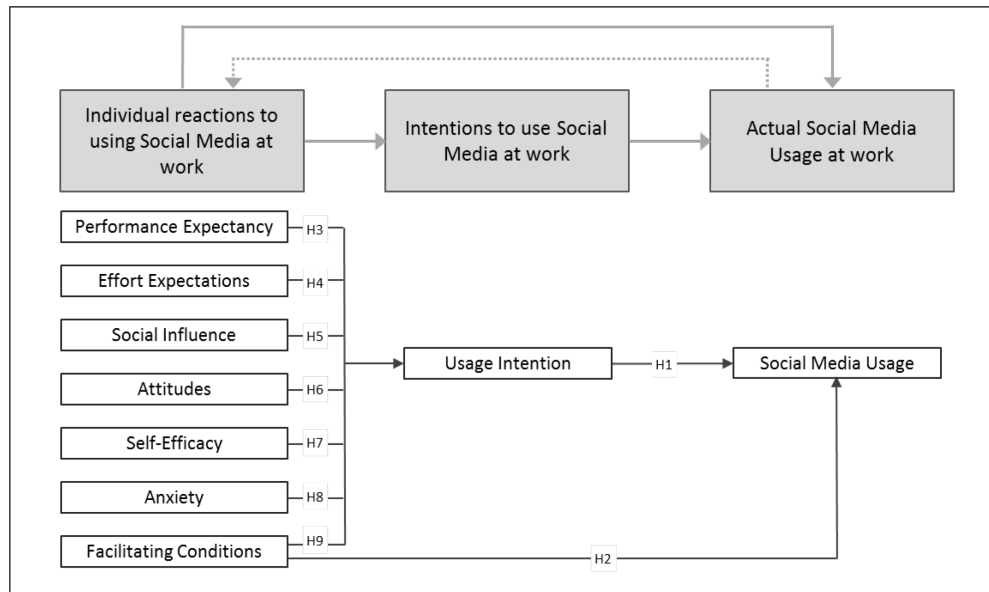 Individual reactions to
using Social Media at
work
Intentions to use Social
Media at work
Actual Social Media
Usage at work
Performance Expectancy
H3
Effort Expectations
H4
Social Influence
H5
Usage Intention
H1
Social Media Usage
Attitudes
H6
Self-Efficacy
H7
Anxiety
H8
Facilitating Conditions
H9
H2